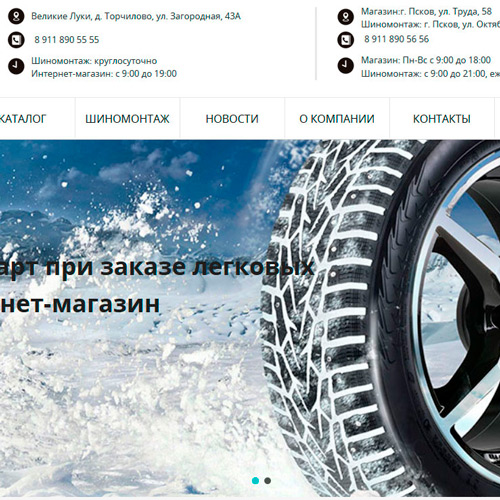 Великие Луки, д. Торчилово, ул. Загородная, 43А
8 911 890 55 55
Шиномонтаж: круглосуточно
Интернет-магазин: с 9:00 до 19:00
Магазин:г. Псков, ул. Труда, 58
Шиномонтаж: г. Псков, ул. Октяб
8 911 890 56 56
Магазин: Пн-Вс с 9:00 до 18:00
Шиномонтаж: с 9:00 до 21:00, еж
КАТАЛОГ ШИНОМОНТАЖ НОВОСТИ О КОМПАНИИ КОНТАКТЫ
арт при заказе легковых
нет-магазин